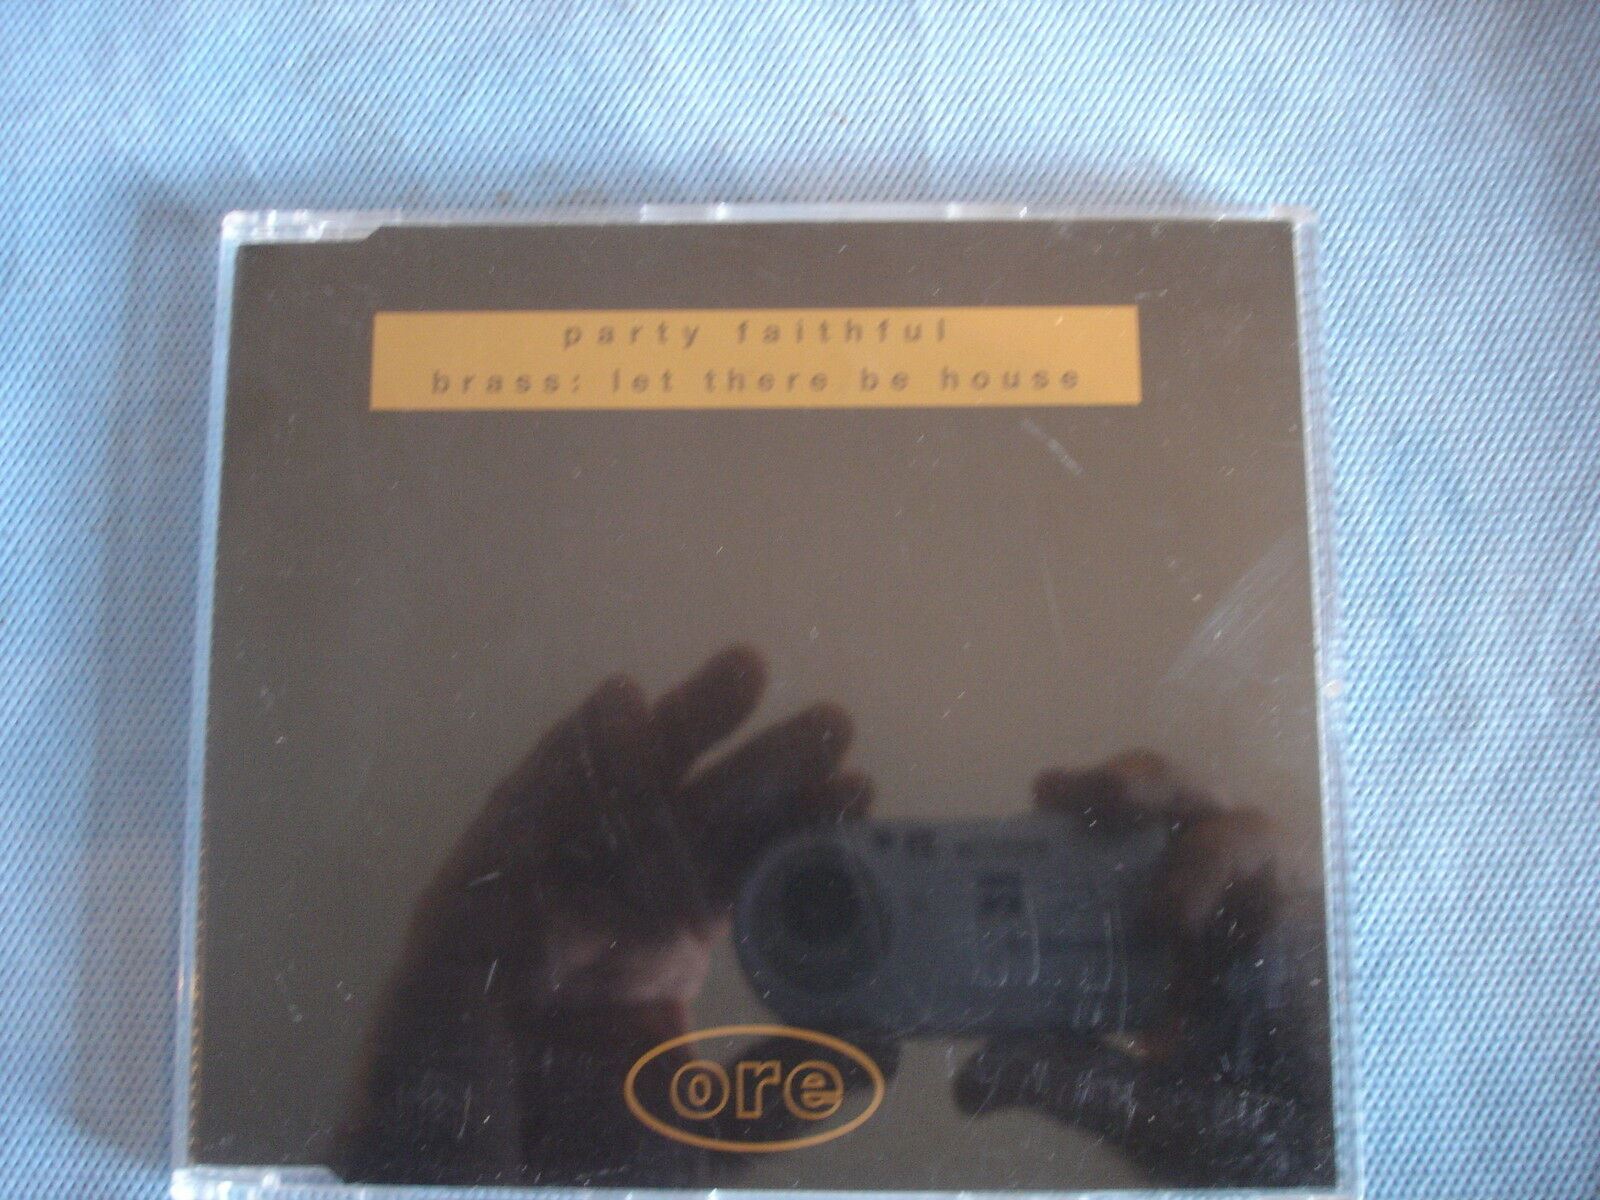 party faithful
brass: let there be house
ore